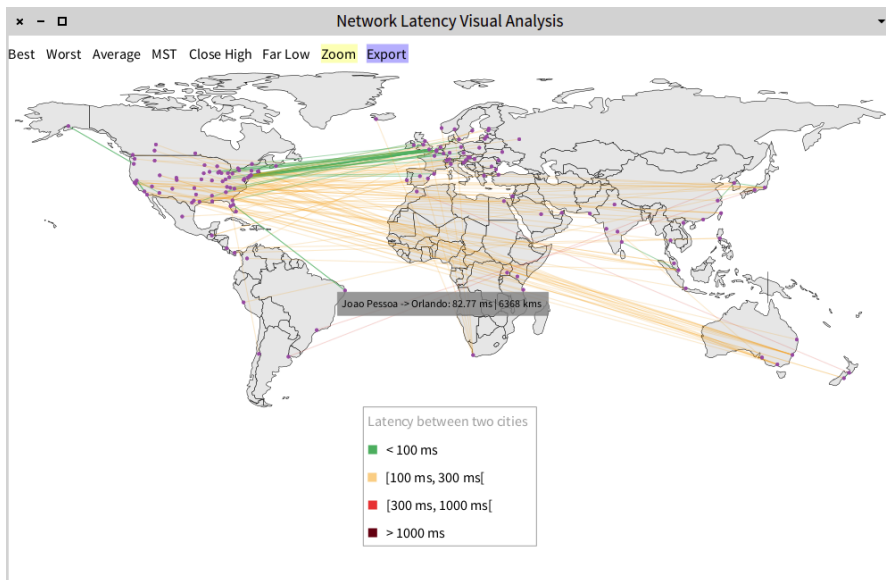 Network Latency Visual Analysis
Best Worst Average MST Close High Far Low Zoom Export
Joao Pessoa -> Orlando: 82.77 ms | 6368 kms
Latency between two cities
< 100 ms
[100 ms, 300 ms[
[300 ms, 1000 ms[
> 1000 ms